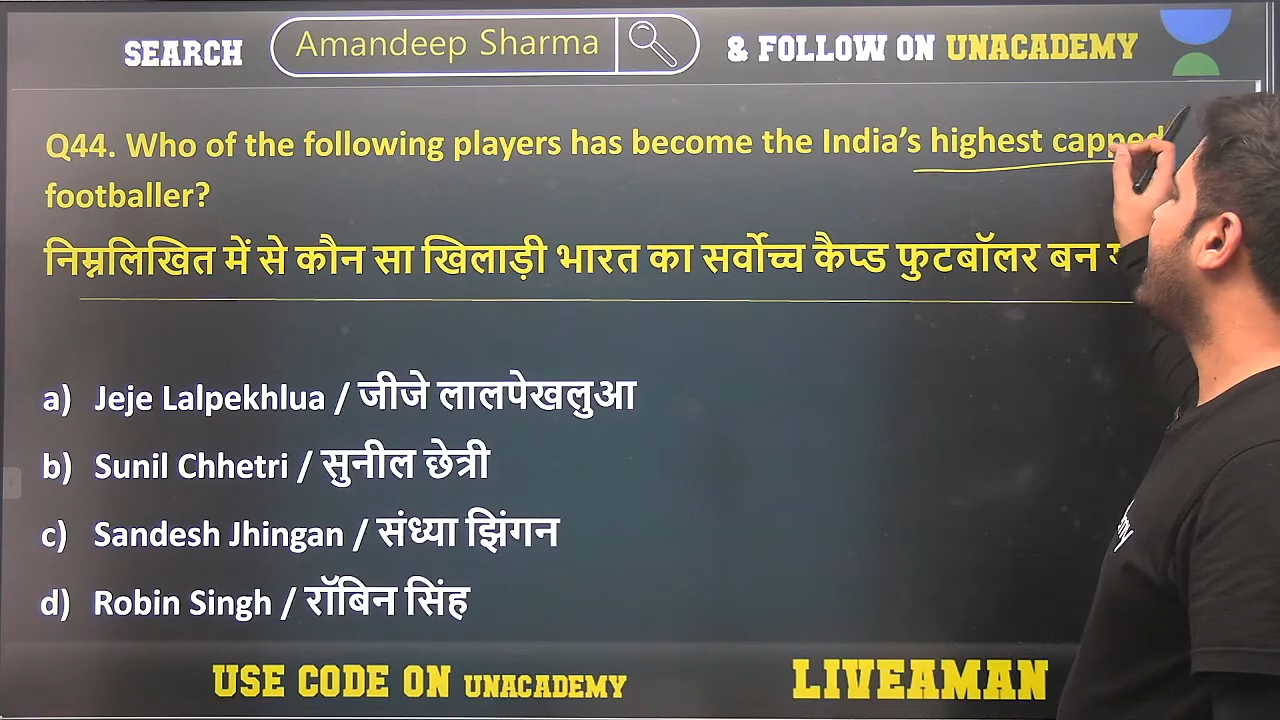 SEARCH Amandeep Sharma & FOLLOW ON UNACADEMY
Q44. Who of the following players has become the India's highest capped
footballer?
निम्नलिखित में से कौन सा खिलाड़ी भारत का सर्वोच्च कैप्ड फुटबॉलर बन
a) Jeje Lalpekhlua / जीजे लालपेखलुआ
b) Sunil Chhetri / सुनील छेत्री
c) Sandesh Jhingan / संध्या झिंगन
d) Robin Singh / रॉबिन सिंह
USE CODE ON UNACADEMY LIVEAMAN